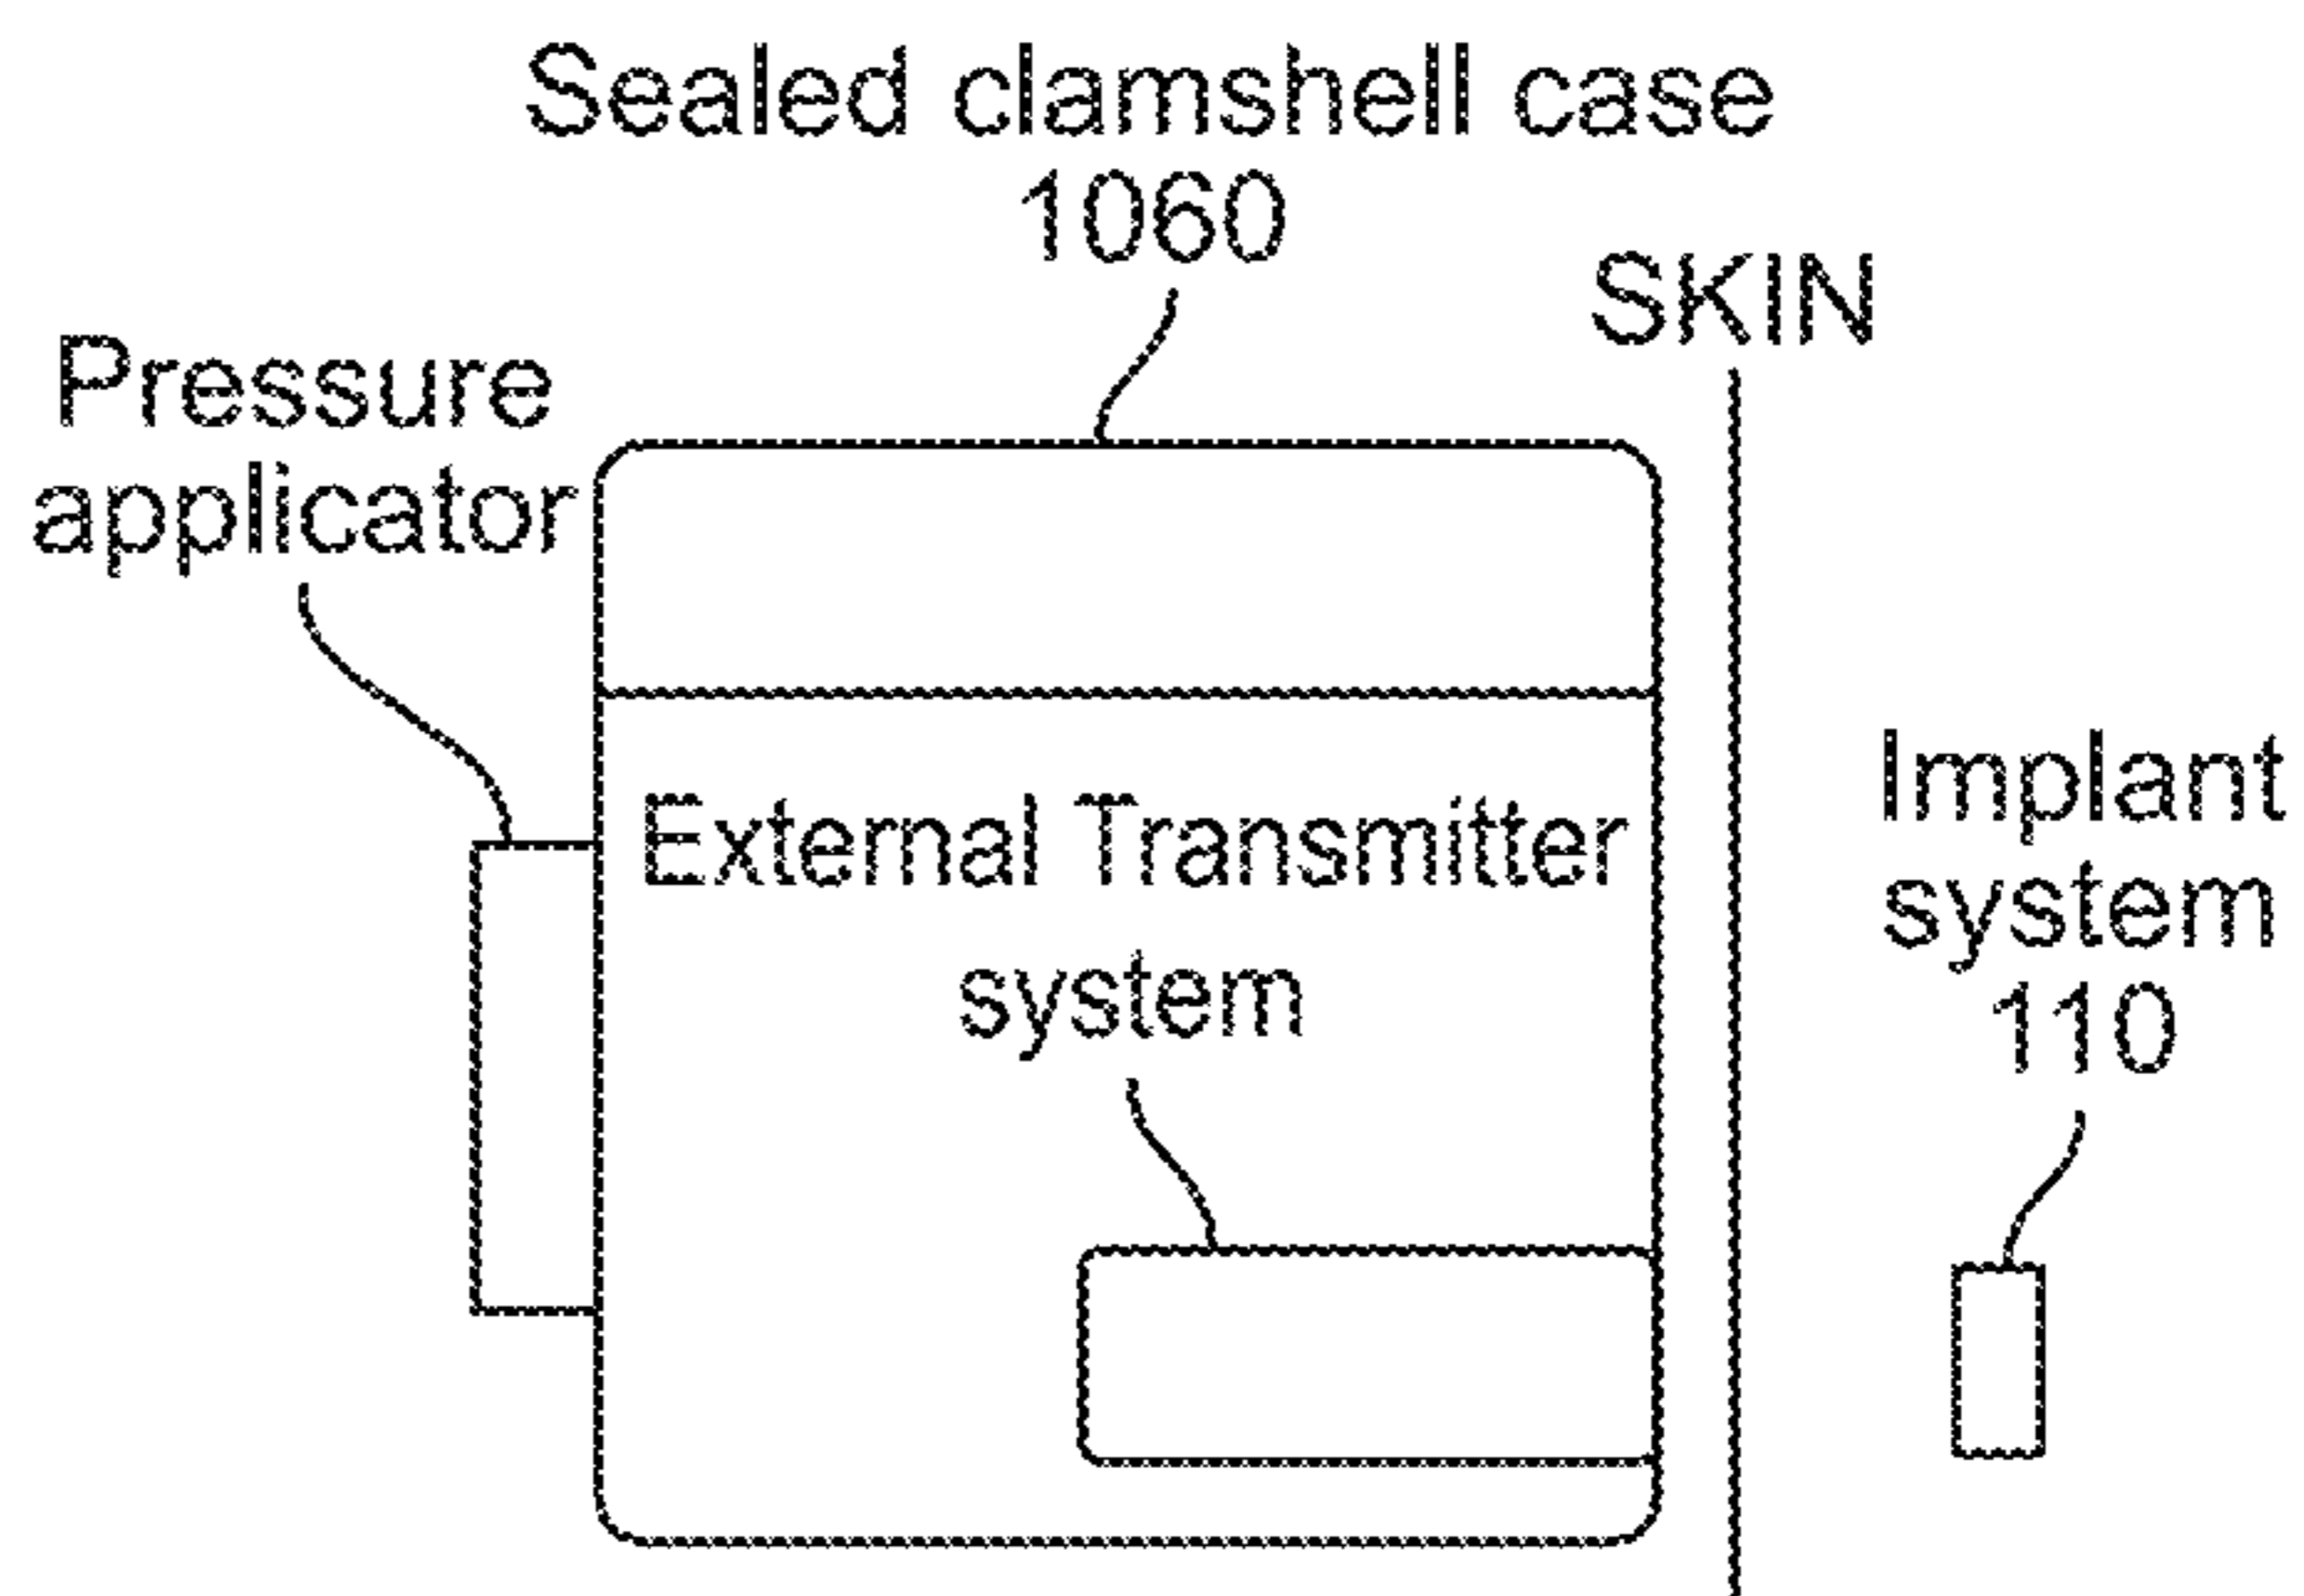 Sealed clamshell case
1060
SKIN
Pressure
applicator
External Transmitter
system
Implant
system
110